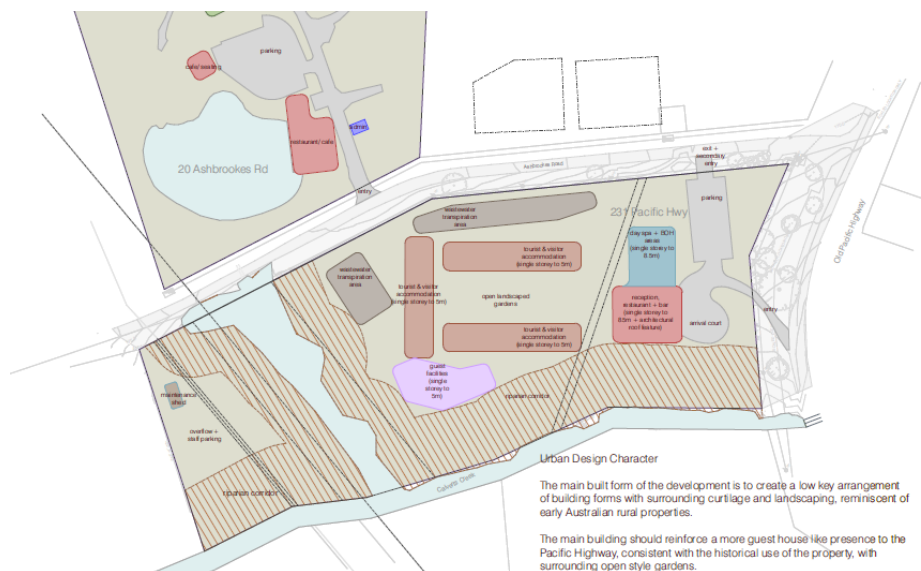 parking
cafe/seating
admin
restaurant/cafe
20 Ashbrookes Rd
entry
exit +
secondary
entry
parking
231 Pacific Hwy
Old Pacific Highway
wastewater
transpiration
area
day spa + BOH
areas
(single storey to
8.5m)
tourist & visitor
accommodation
(single storey to 5m)
wastewater
transpiration
area
tourist & visitor
accommodation
(single storey to 5m)
open landscaped
gardens
reception,
restaurant + bar
(single storey to
8.5m + architectural
roof feature)
arrival court
entry
tourist & visitor
accommodation
(single storey to 5m)
guest
facilities
(single
storey to
5m)
riparian corridor
maintenance
shed
overflow +
staff parking
riparian corridor
Urban Design Character
The main built form of the development is to create a low key arrangement
of building forms with surrounding curtilage and landscaping, reminiscent of
early Australian rural properties.
The main building should reinforce a more guest house like presence to the
Pacific Highway, consistent with the historical use of the property, with
surrounding open style gardens.